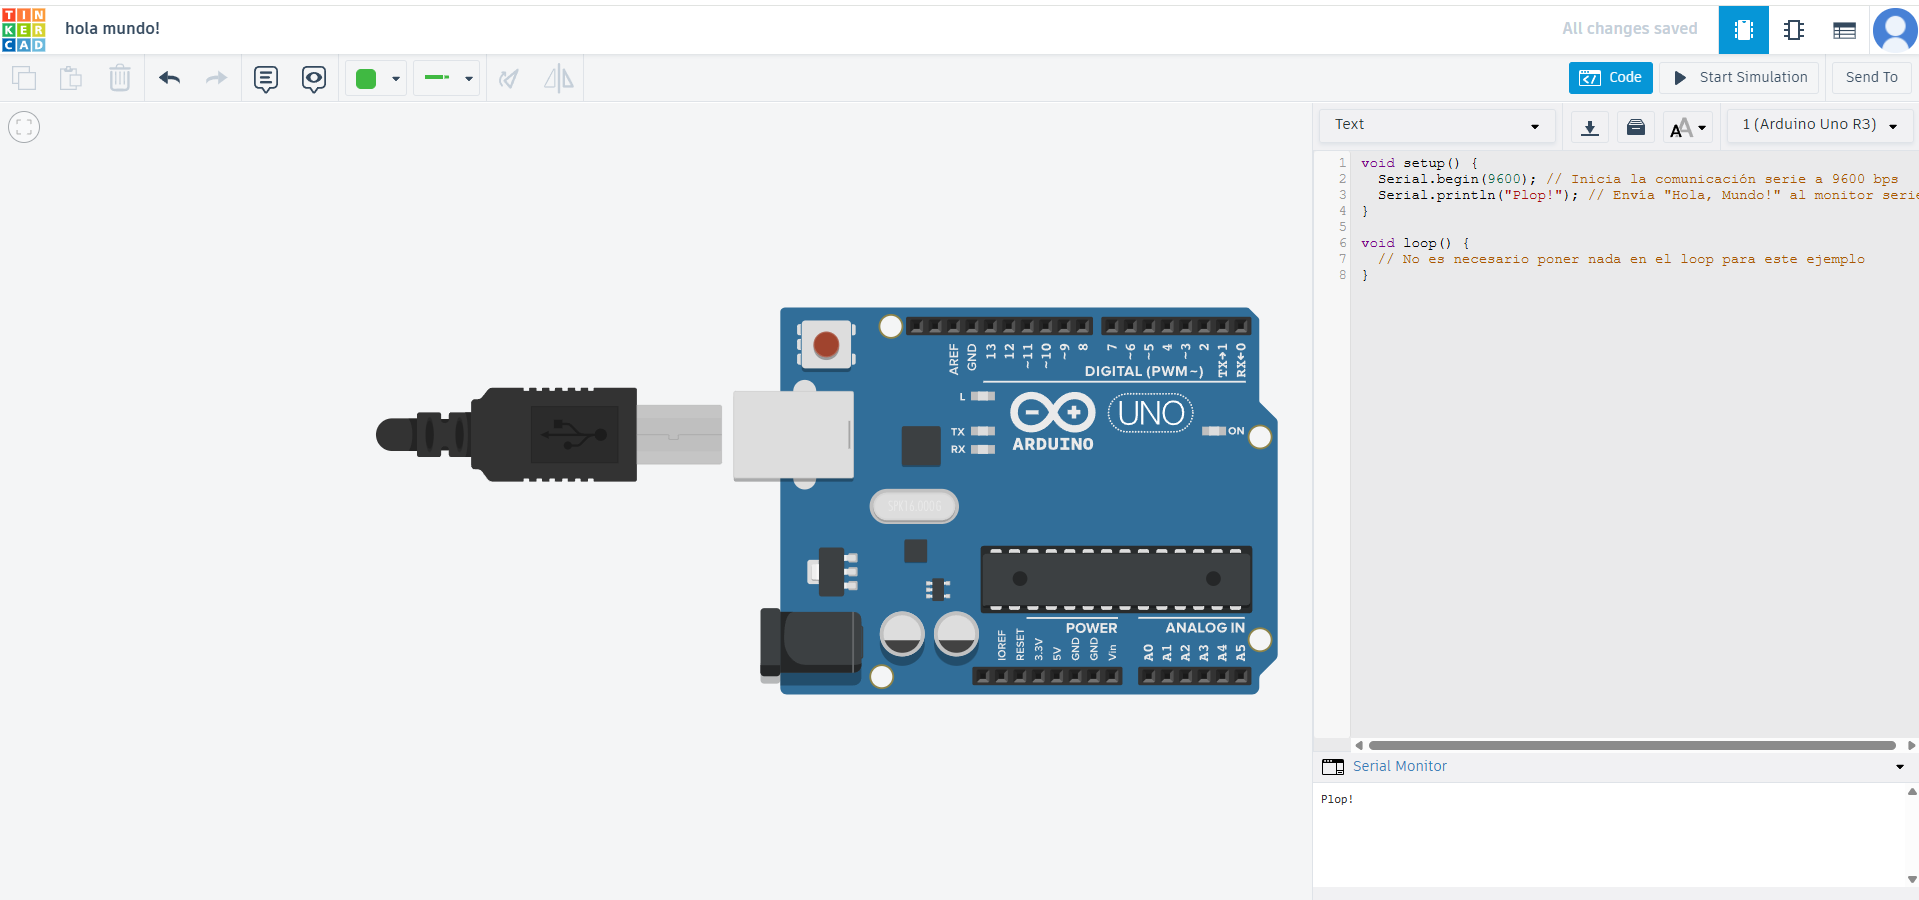 TIN
KER
CAD
hola mundo!
All changes saved
Code
Start Simulation
Send To
Text
1 (Arduino Uno R3)
1 void setup() {
2 Serial.begin(9600); // Inicia la comunicación serie a 9600 bps
3 Serial.println("Plop!"); // Envía "Hola, Mundo!" al monitor serie
4 }
5
6 void loop() {
7 // No es necesario poner nada en el loop para este ejemplo
8 }
AREF GND 13 12 ~11 ~10 ~9 8 7 ~6 ~5 4 ~3 2 TX→1 RX←0
DIGITAL (PWM~)
L
TX
RX
ARDUINO
UNO
ON
SPK16.000G
POWER
ANALOG IN
IOREF RESET 3.3V 5V GND GND Vin A0 A1 A2 A3 A4 A5
Serial Monitor
Plop!